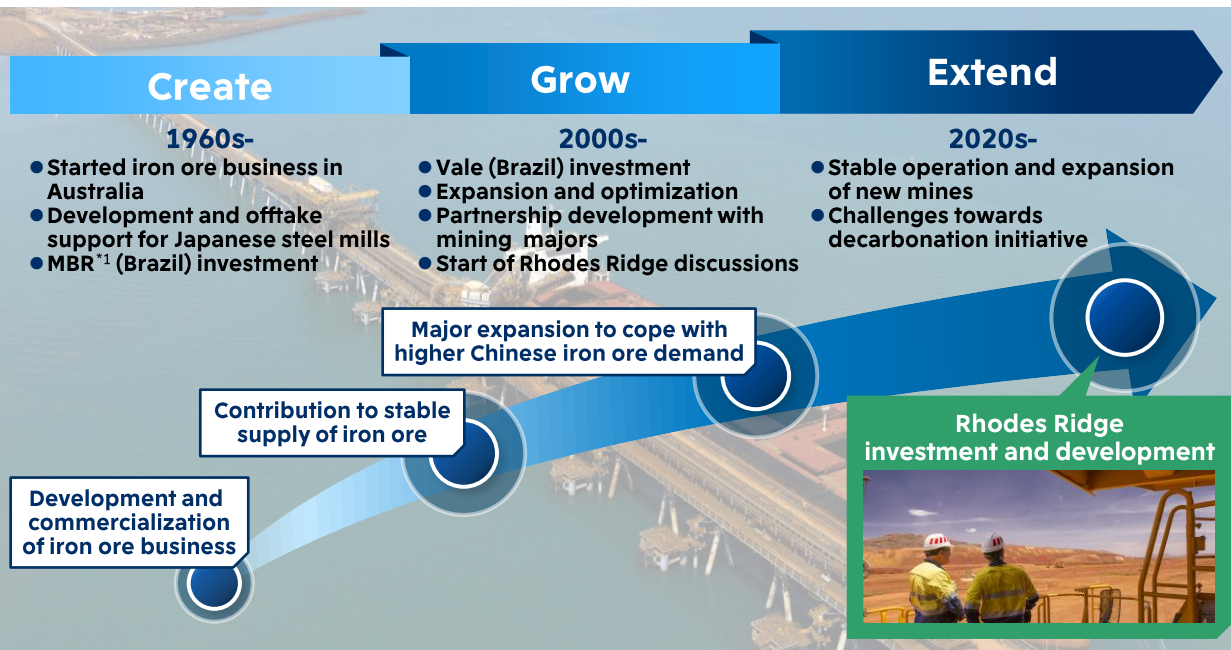 Create
Grow
Extend
1960s-
● Started iron ore business in
Australia
● Development and offtake
support for Japanese steel mills
● MBR*1 (Brazil) investment
2000s-
● Vale (Brazil) investment
● Expansion and optimization
● Partnership development with
mining majors
● Start of Rhodes Ridge discussions
2020s-
● Stable operation and expansion
of new mines
● Challenges towards
decarbonation initiative
Development and
commercialization
of iron ore business
Contribution to stable
supply of iron ore
Major expansion to cope with
higher Chinese iron ore demand
Rhodes Ridge
investment and development